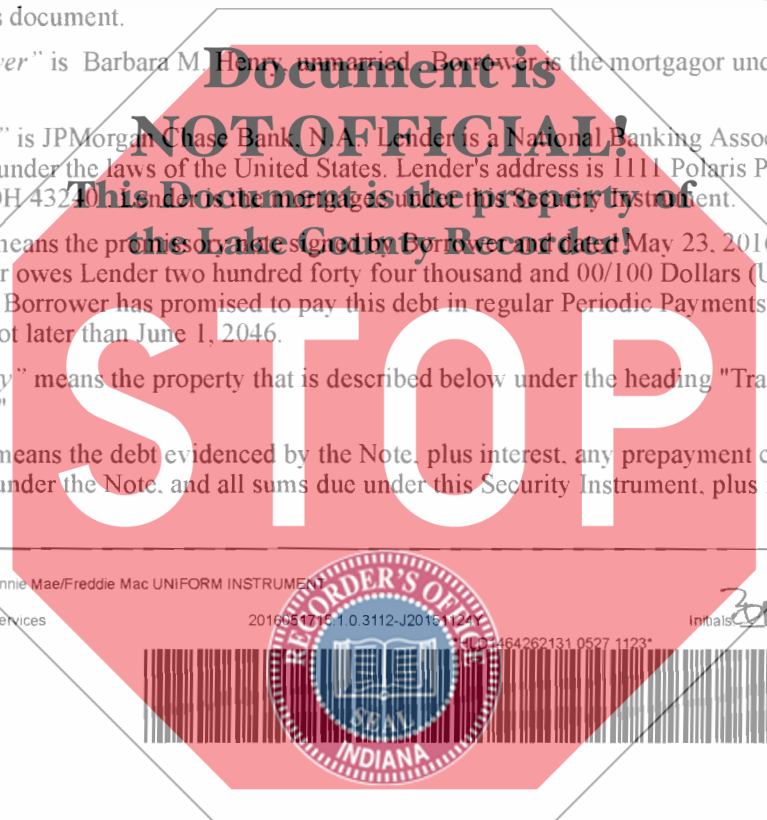 s document.
ver” is Barbara M. Henry, unmarried. Borrower is the mortgagor und
Document is
” is JPMorgan Chase Bank, N.A. Lender is a National Banking Assoc
NOT OFFICIAL!
under the laws of the United States. Lender's address is 1111 Polaris P
OH 43240. Lender is the mortgagee under this Security Instrument.
This Document is the property of
the Lake County Recorder!
means the promissory note signed by Borrower and dated May 23, 2016
r owes Lender two hundred forty four thousand and 00/100 Dollars (U
Borrower has promised to pay this debt in regular Periodic Payments
ot later than June 1, 2046.
STOP
y” means the property that is described below under the heading "Tra
"
means the debt evidenced by the Note, plus interest, any prepayment c
under the Note, and all sums due under this Security Instrument, plus
nnie Mae/Freddie Mac UNIFORM INSTRUMENT
ervices
2016051715.1.0.3112-J20151124Y
Initials:
HLD1464262131 0527 1123*
RECORDER'S OFFICE
SEAL
INDIANA